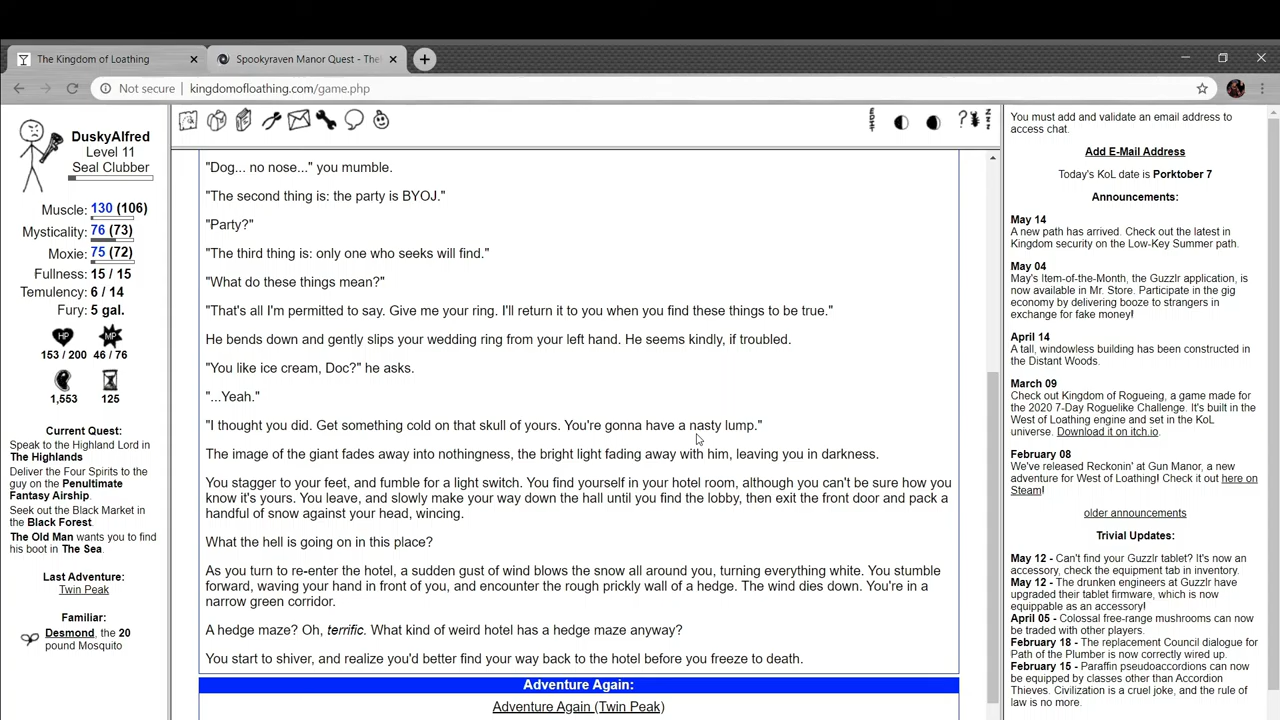 The Kingdom of Loathing
Spookyraven Manor Quest - The
Not secure
kingdomofloathing.com/game.php
DuskyAlfred
Level 11
Seal Clubber
Muscle: 130 (106)
Mysticality: 76 (73)
Moxie: 75 (72)
Fullness: 15 / 15
Temulency: 6 / 14
Fury: 5 gal.
HP MP
153 / 200 46 / 76
1,553 125
Current Quest:
Speak to the Highland Lord in
The Highlands
Deliver the Four Spirits to the
guy on the Penultimate
Fantasy Airship.
Seek out the Black Market in
the Black Forest.
The Old Man wants you to find
his boot in The Sea.
Last Adventure:
Twin Peak
Familiar:
Desmond, the 20
pound Mosquito
"Dog... no nose..." you mumble.
"The second thing is: the party is BYOJ."
"Party?"
"The third thing is: only one who seeks will find."
"What do these things mean?"
"That's all I'm permitted to say. Give me your ring. I'll return it to you when you find these things to be true."
He bends down and gently slips your wedding ring from your left hand. He seems kindly, if troubled.
"You like ice cream, Doc?" he asks.
"...Yeah."
"I thought you did. Get something cold on that skull of yours. You're gonna have a nasty lump."
The image of the giant fades away into nothingness, the bright light fading away with him, leaving you in darkness.
You stagger to your feet, and fumble for a light switch. You find yourself in your hotel room, although you can't be sure how you
know it's yours. You leave, and slowly make your way down the hall until you find the lobby, then exit the front door and pack a
handful of snow against your head, wincing.
What the hell is going on in this place?
As you turn to re-enter the hotel, a sudden gust of wind blows the snow all around you, turning everything white. You stumble
forward, waving your hand in front of you, and encounter the rough prickly wall of a hedge. The wind dies down. You're in a
narrow green corridor.
A hedge maze? Oh, terrific. What kind of weird hotel has a hedge maze anyway?
You start to shiver, and realize you'd better find your way back to the hotel before you freeze to death.
Adventure Again:
Adventure Again (Twin Peak)
You must add and validate an email address to
access chat.
Add E-Mail Address
Today's KoL date is Porktober 7
Announcements:
May 14
A new path has arrived. Check out the latest in
Kingdom security on the Low-Key Summer path.
May 04
May's Item-of-the-Month, the Guzzlr application, is
now available in Mr. Store. Participate in the gig
economy by delivering booze to strangers in
exchange for fake money!
April 14
A tall, windowless building has been constructed in
the Distant Woods.
March 09
Check out Kingdom of Rogueing, a game made for
the 2020 7-Day Roguelike Challenge. It's built in the
West of Loathing engine and set in the KoL
universe. Download it on itch.io.
February 08
We've released Reckonin' at Gun Manor, a new
adventure for West of Loathing! Check it out here on
Steam!
older announcements
Trivial Updates:
May 12 - Can't find your Guzzlr tablet? It's now an
accessory, check the equipment tab in inventory.
May 12 - The drunken engineers at Guzzlr have
upgraded their tablet firmware, which is now
equippable as an accessory!
April 05 - Colossal free-range mushrooms can now
be traded with other players.
February 18 - The replacement Council dialogue for
Path of the Plumber is now correctly wired up.
February 15 - Paraffin pseudoaccordions can now
be equipped by classes other than Accordion
Thieves. Civilization is a cruel joke, and the rule of
law is no more.